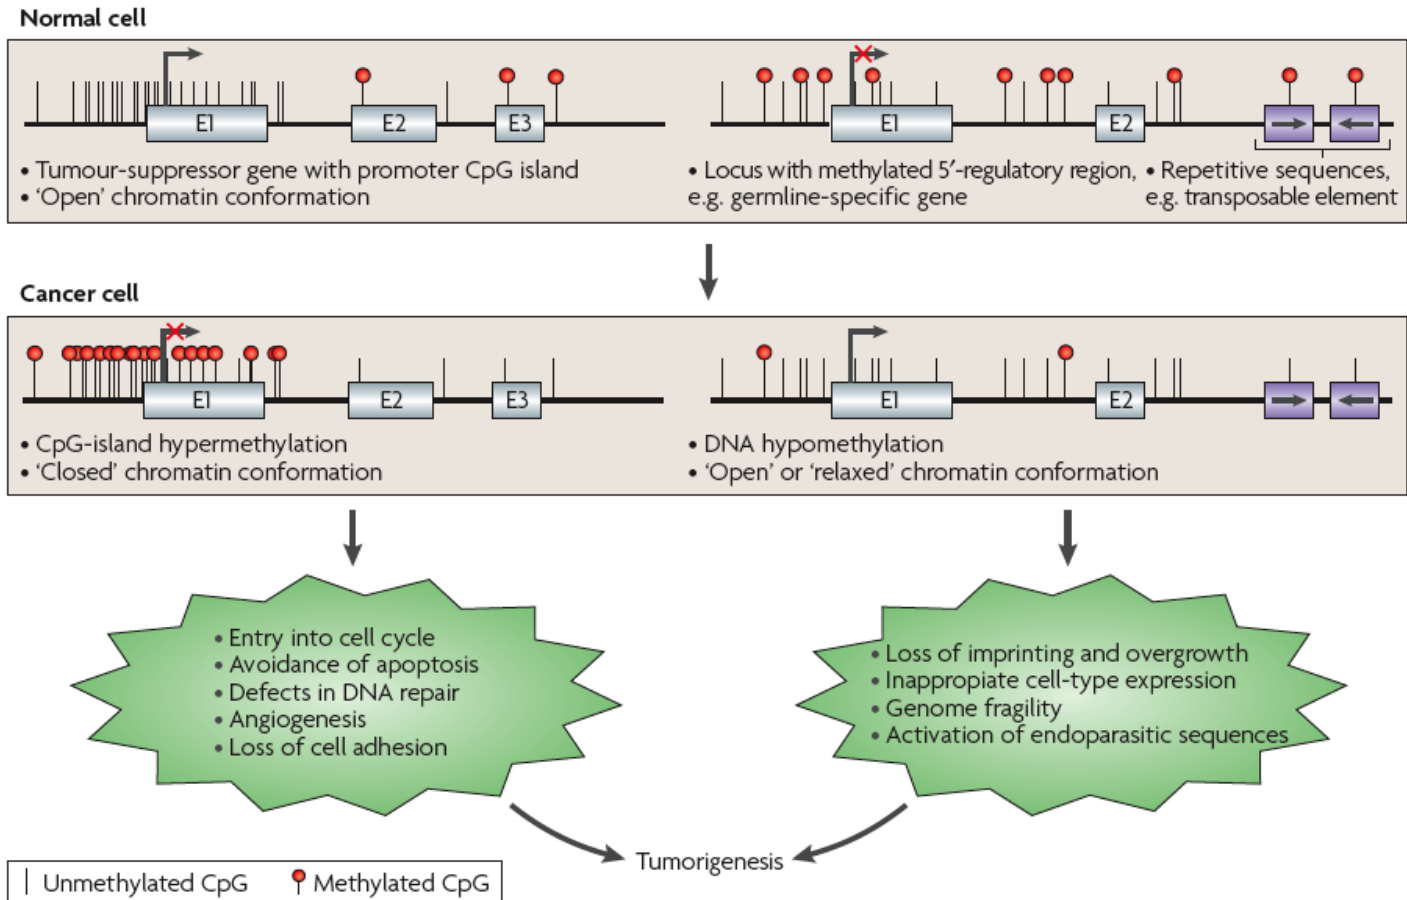 Normal cell
E1
E2
E3
E1
E2
• Tumour-suppressor gene with promoter CpG island
• ‘Open’ chromatin conformation
• Locus with methylated 5′-regulatory region,
e.g. germline-specific gene
• Repetitive sequences,
e.g. transposable element
Cancer cell
E1
E2
E3
E1
E2
• CpG-island hypermethylation
• ‘Closed’ chromatin conformation
• DNA hypomethylation
• ‘Open’ or ‘relaxed’ chromatin conformation
• Entry into cell cycle
• Avoidance of apoptosis
• Defects in DNA repair
• Angiogenesis
• Loss of cell adhesion
• Loss of imprinting and overgrowth
• Inappropiate cell-type expression
• Genome fragility
• Activation of endoparasitic sequences
Tumorigenesis
Unmethylated CpG
Methylated CpG